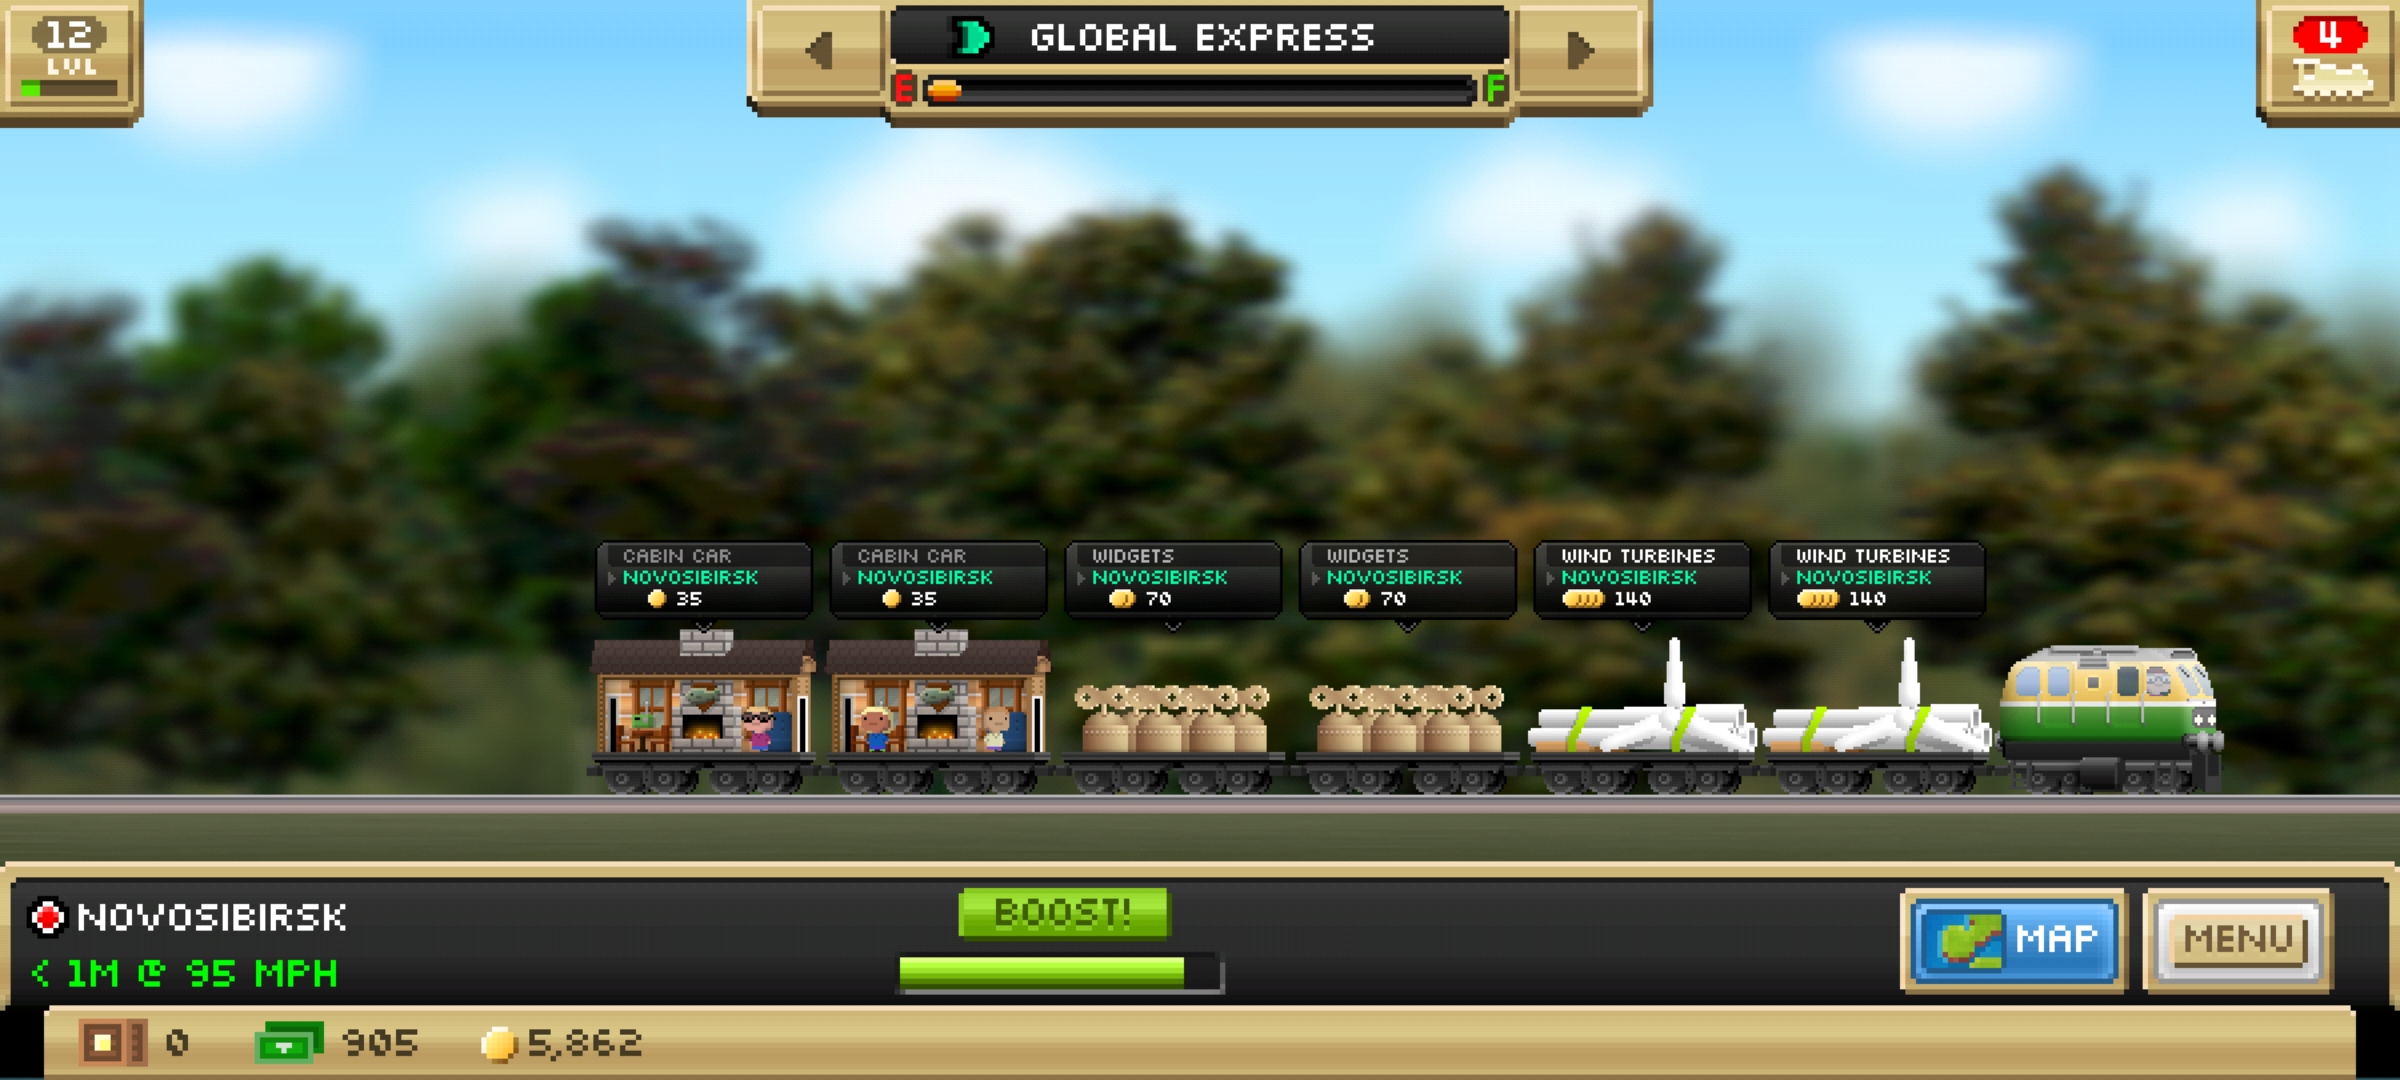 12
LVL
GLOBAL EXPRESS
E
F
4
CABIN CAR
NOVOSIBIRSK
35
CABIN CAR
NOVOSIBIRSK
35
WIDGETS
NOVOSIBIRSK
70
WIDGETS
NOVOSIBIRSK
70
WIND TURBINES
NOVOSIBIRSK
140
WIND TURBINES
NOVOSIBIRSK
140
NOVOSIBIRSK
< 1M @ 95 MPH
BOOST!
MAP
MENU
0
905
5,862